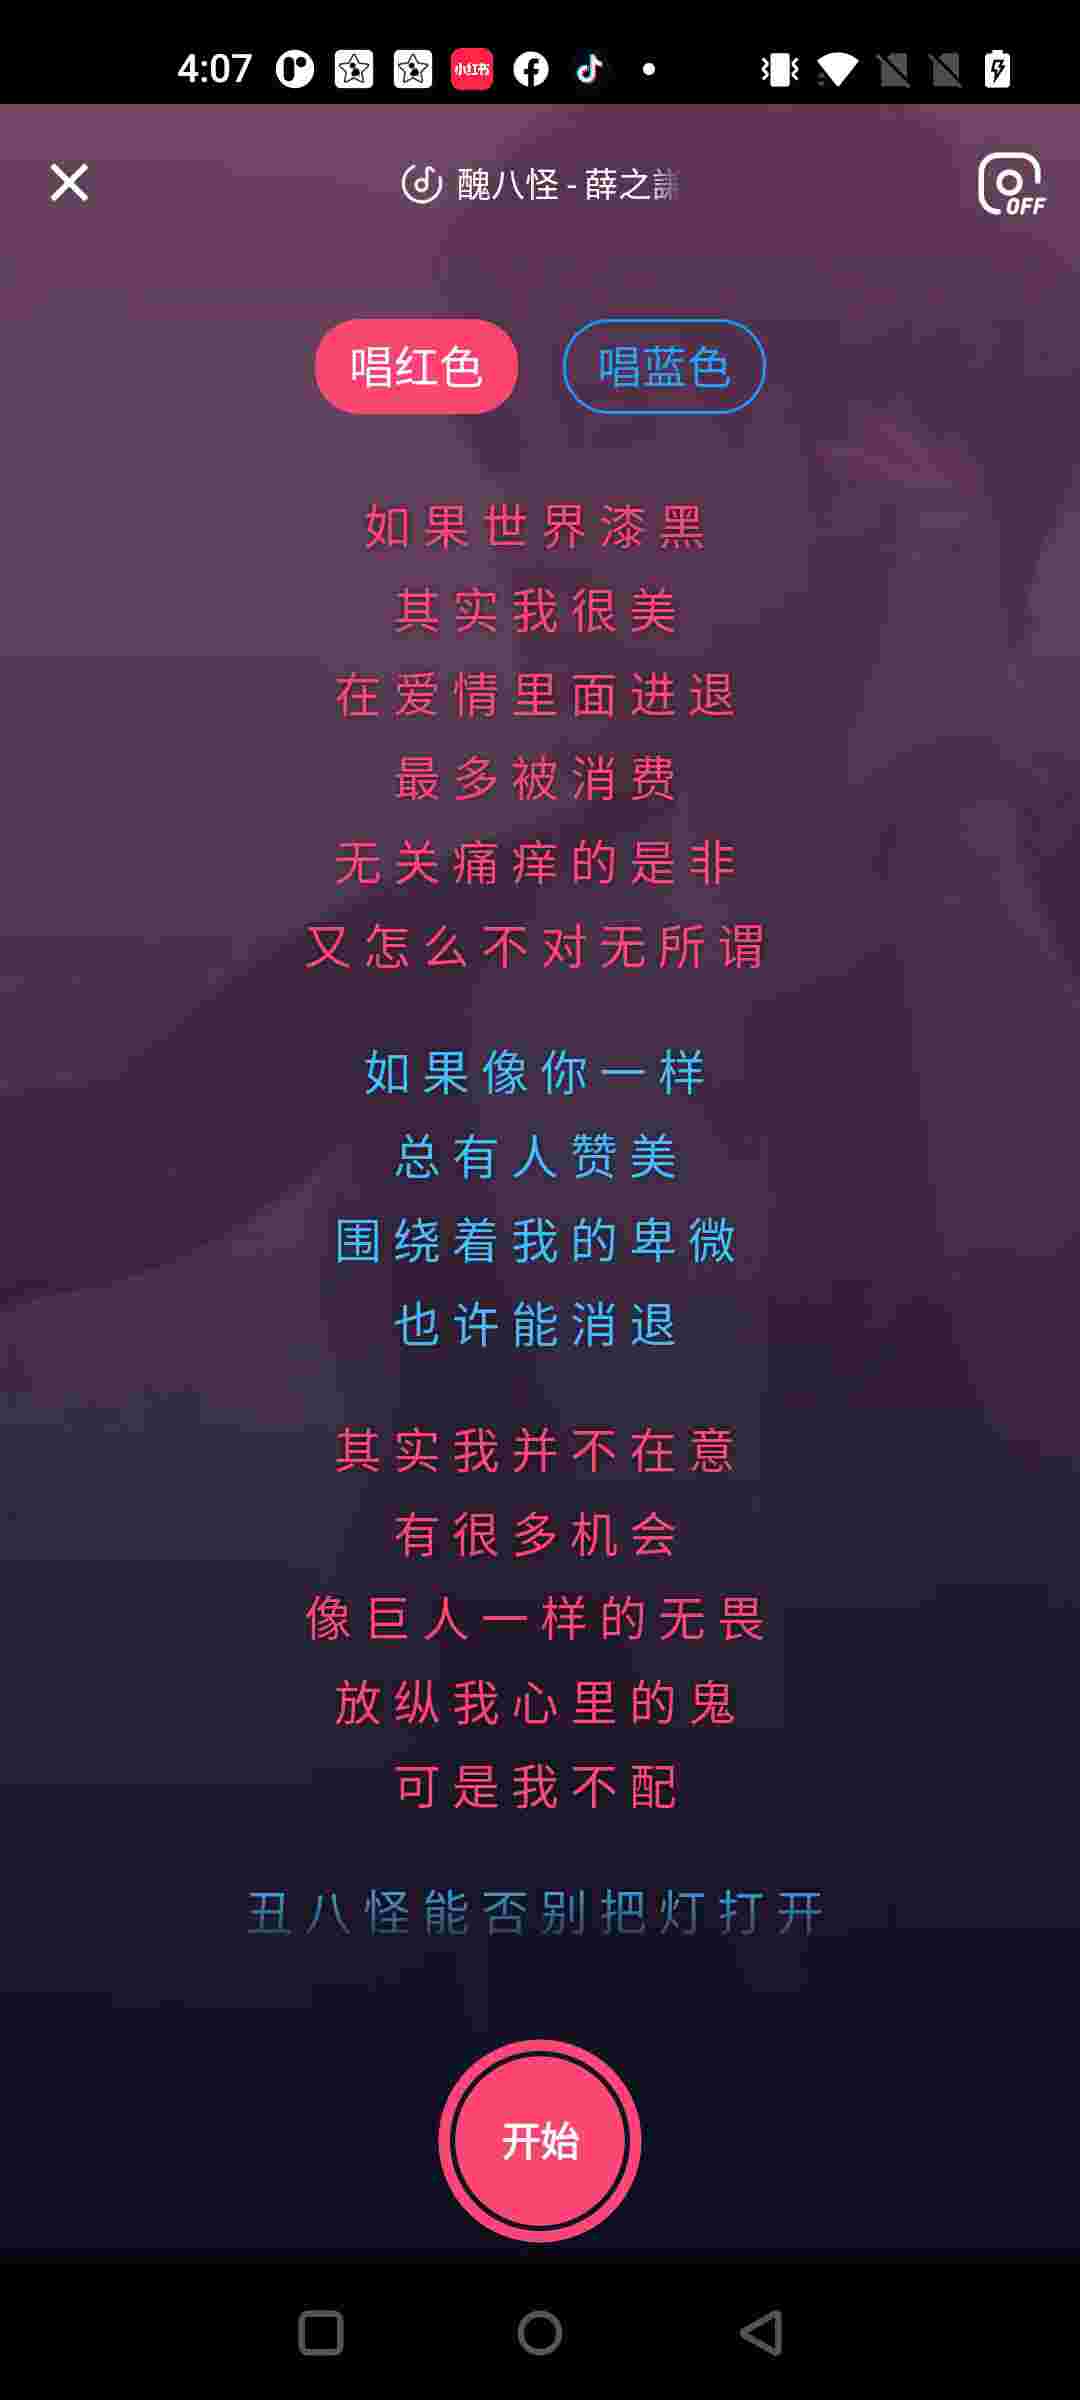 4:07
小红书
醜八怪 - 薛之謙
OFF
唱红色
唱蓝色
如果世界漆黑
其实我很美
在爱情里面进退
最多被消费
无关痛痒的是非
又怎么不对无所谓
如果像你一样
总有人赞美
围绕着我的卑微
也许能消退
其实我并不在意
有很多机会
像巨人一样的无畏
放纵我心里的鬼
可是我不配
丑八怪能否别把灯打开
开始